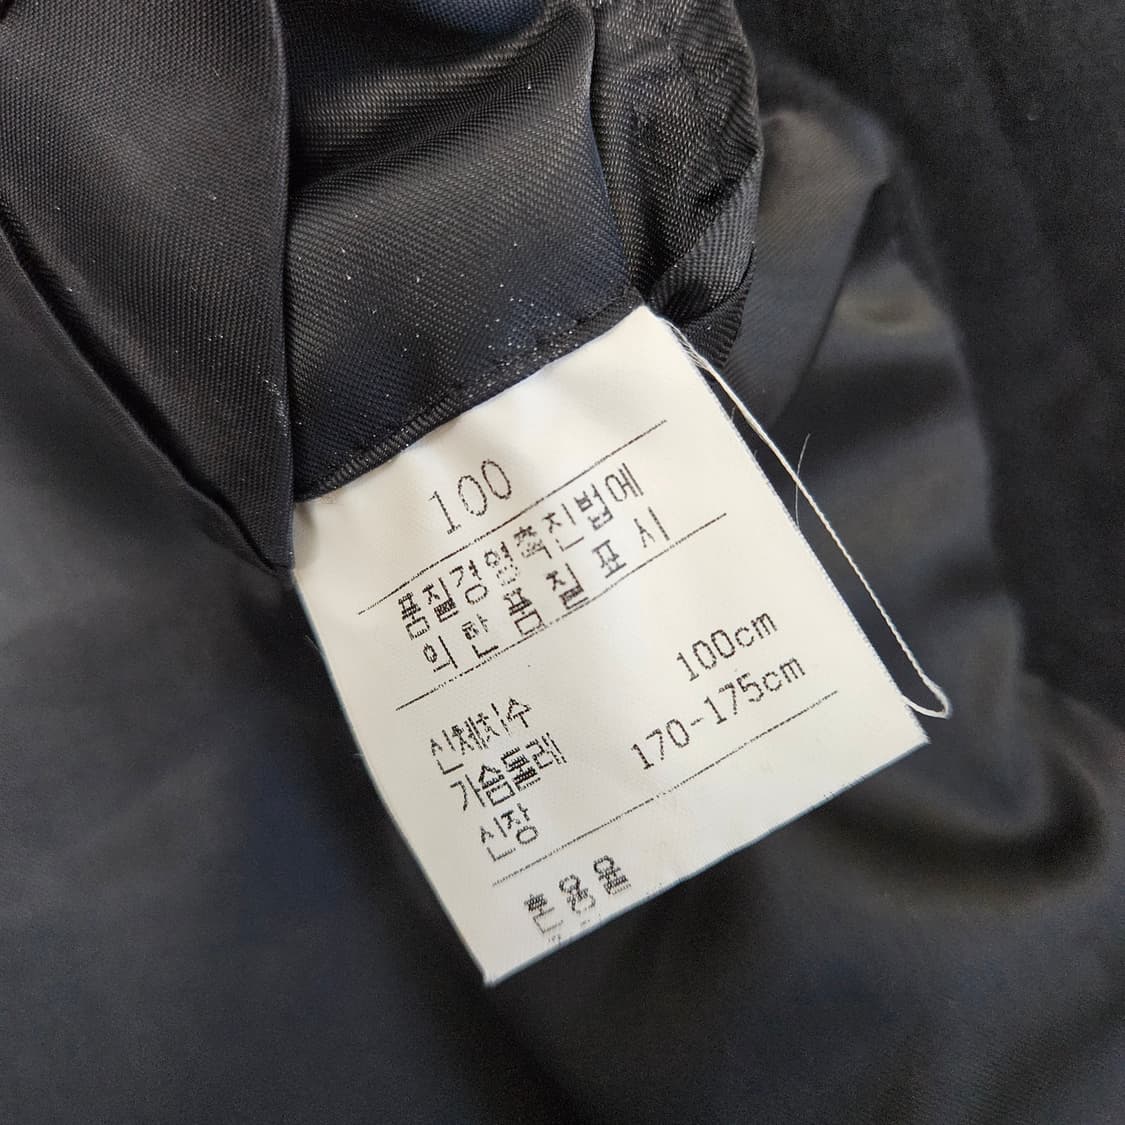 100
품질경영촉진법에
의한 품질표시
신체치수
가슴둘레 100cm
신장 170-175cm
혼용율